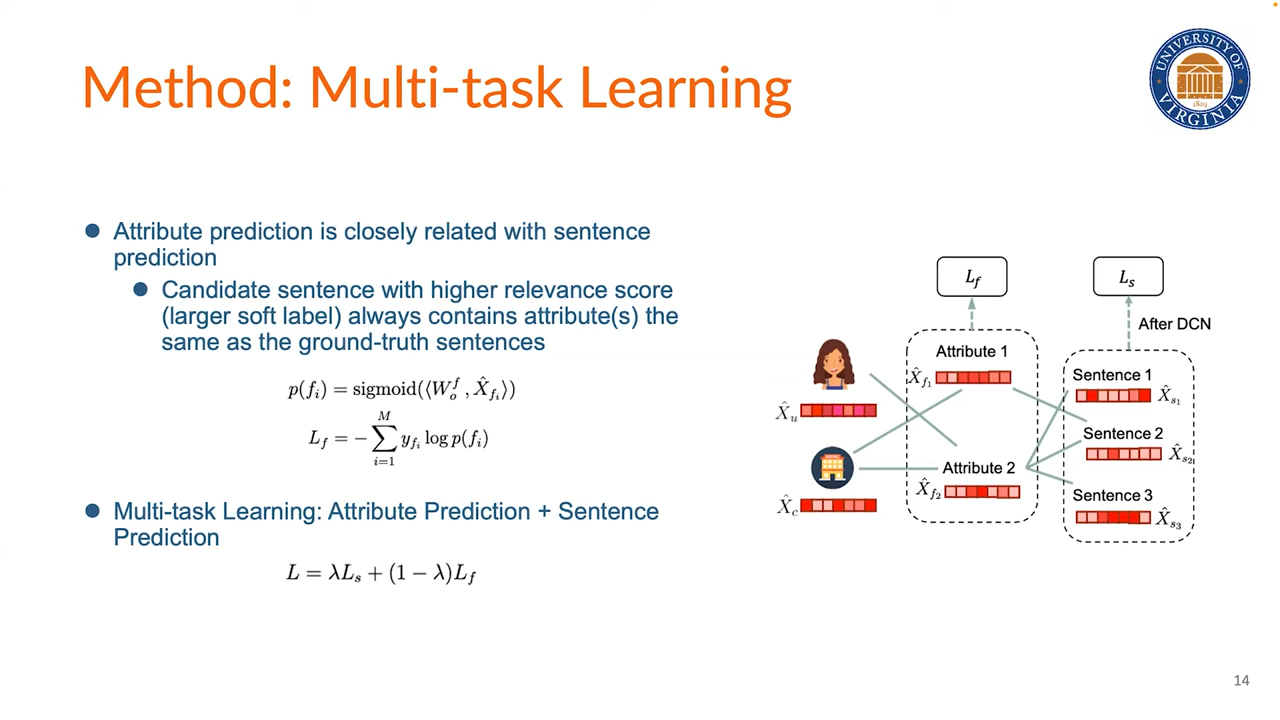 Method: Multi-task Learning
UNIVERSITY OF
VIRGINIA
1819
● Attribute prediction is closely related with sentence
prediction
● Candidate sentence with higher relevance score
(larger soft label) always contains attribute(s) the
same as the ground-truth sentences
p(f_i) = sigmoid(⟨W_o^f, X̂_{f_i}⟩)
L_f = −∑_{i=1}^{M} y_{f_i} log p(f_i)
● Multi-task Learning: Attribute Prediction + Sentence
Prediction
L = λL_s + (1 − λ)L_f
L_f
L_s
After DCN
Attribute 1
X̂_{f_1}
X̂_u
X̂_c
Attribute 2
X̂_{f_2}
Sentence 1
X̂_{s_1}
Sentence 2
X̂_{s_2}
Sentence 3
X̂_{s_3}
14